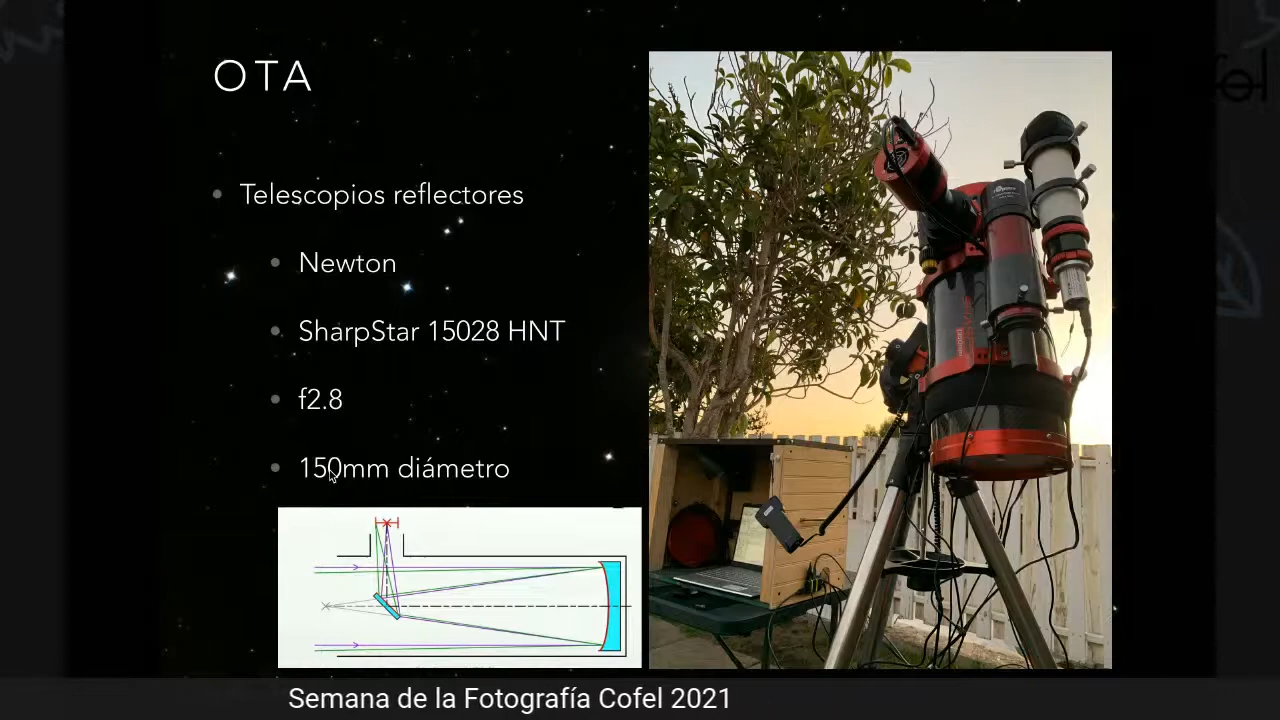 OTA
Telescopios reflectores
Newton
SharpStar 15028 HNT
f2.8
150mm diámetro
Semana de la Fotografía Cofel 2021